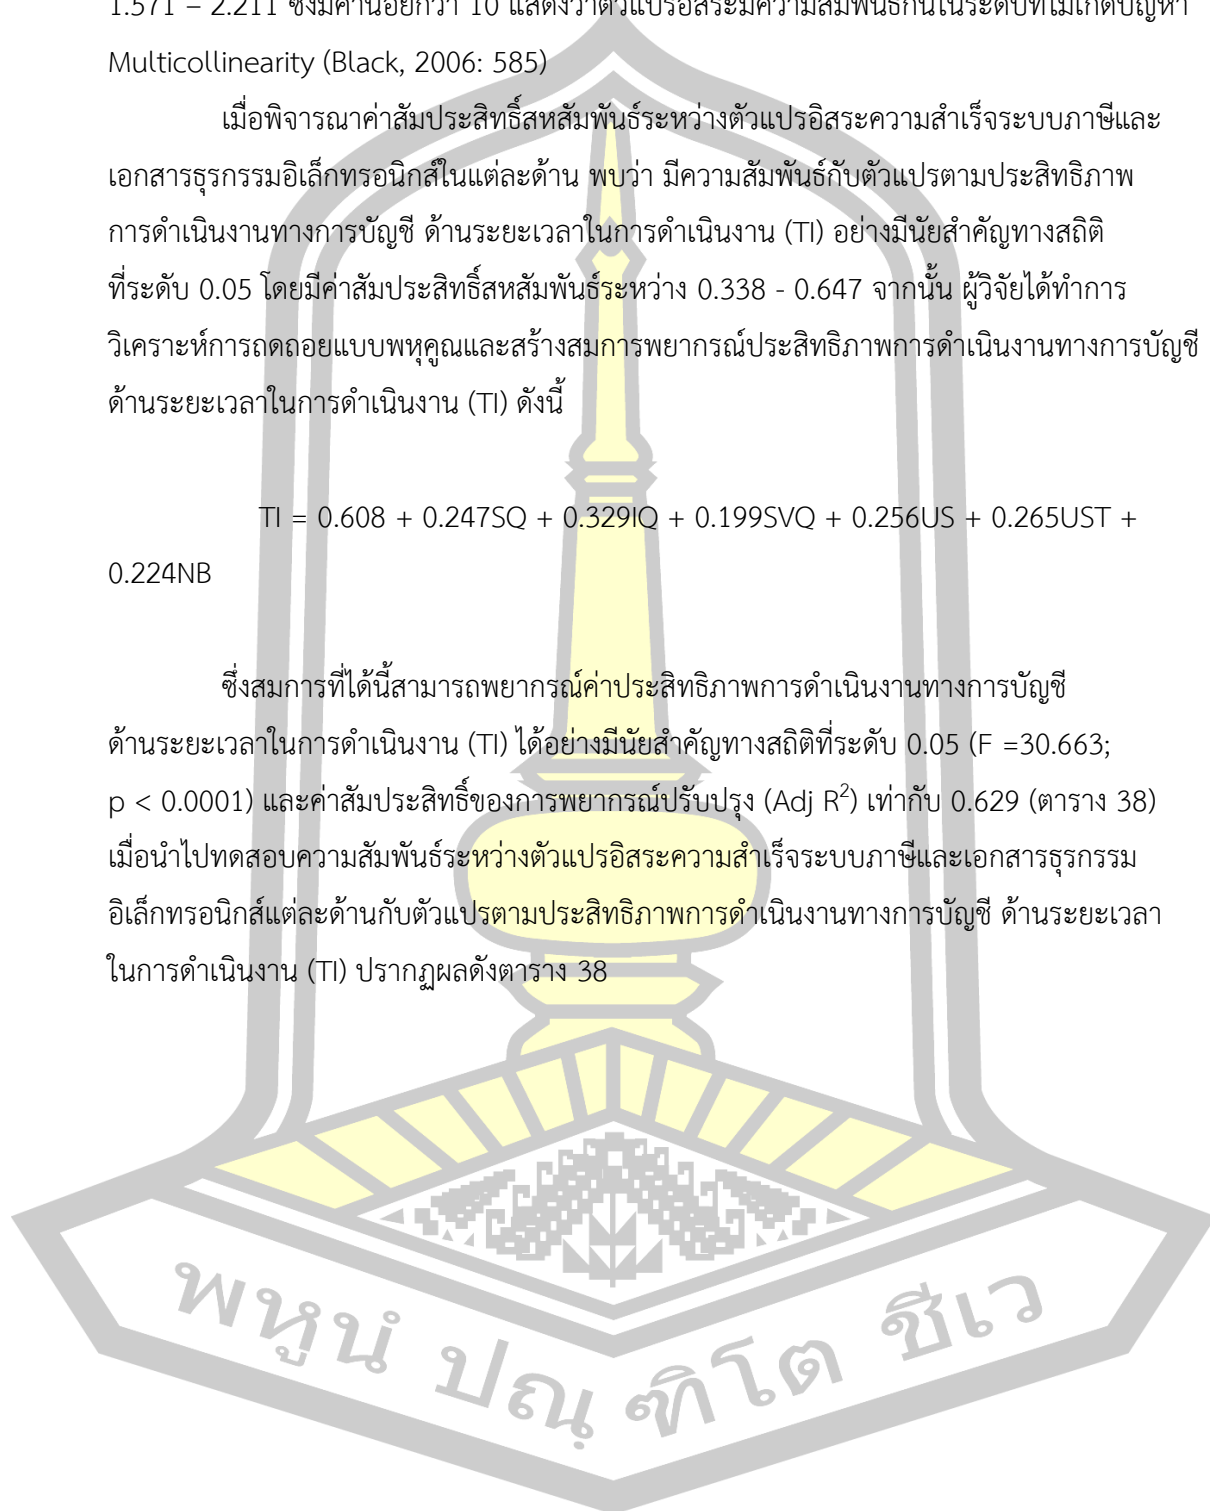 1.571 – 2.211 ซึ่งมีค่าน้อยกว่า 10 แสดงว่าตัวแปรอิสระมีความสัมพันธ์กันในระดับที่ไม่เกิดปัญหา
Multicollinearity (Black, 2006: 585)
เมื่อพิจารณาค่าสัมประสิทธิ์สหสัมพันธ์ระหว่างตัวแปรอิสระความสำเร็จระบบภาษีและ
เอกสารธุรกรรมอิเล็กทรอนิกส์ในแต่ละด้าน พบว่า มีความสัมพันธ์กับตัวแปรตามประสิทธิภาพ
การดำเนินงานทางการบัญชี ด้านระยะเวลาในการดำเนินงาน (TI) อย่างมีนัยสำคัญทางสถิติ
ที่ระดับ 0.05 โดยมีค่าสัมประสิทธิ์สหสัมพันธ์ระหว่าง 0.338 - 0.647 จากนั้น ผู้วิจัยได้ทำการ
วิเคราะห์การถดถอยแบบพหุคูณและสร้างสมการพยากรณ์ประสิทธิภาพการดำเนินงานทางการบัญชี
ด้านระยะเวลาในการดำเนินงาน (TI) ดังนี้
TI = 0.608 + 0.247SQ + 0.329IQ + 0.199SVQ + 0.256US + 0.265UST +
0.224NB
ซึ่งสมการที่ได้นี้สามารถพยากรณ์ค่าประสิทธิภาพการดำเนินงานทางการบัญชี
ด้านระยะเวลาในการดำเนินงาน (TI) ได้อย่างมีนัยสำคัญทางสถิติที่ระดับ 0.05 (F =30.663;
p < 0.0001) และค่าสัมประสิทธิ์ของการพยากรณ์ปรับปรุง (Adj R²) เท่ากับ 0.629 (ตาราง 38)
เมื่อนำไปทดสอบความสัมพันธ์ระหว่างตัวแปรอิสระความสำเร็จระบบภาษีและเอกสารธุรกรรม
อิเล็กทรอนิกส์แต่ละด้านกับตัวแปรตามประสิทธิภาพการดำเนินงานทางการบัญชี ด้านระยะเวลา
ในการดำเนินงาน (TI) ปรากฏผลดังตาราง 38
พหูนํ ปณฺฑิโต ชีเว